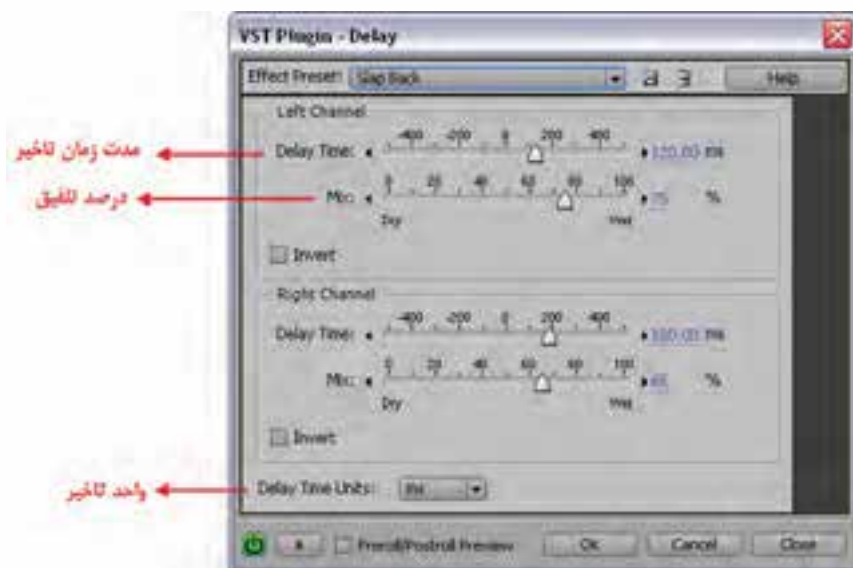 VST Plugin - Delay
Effect Preset: Slap Back Help
Left Channel
-400 -200 0 200 400
مدت زمان تاخیر Delay Time: 120.00 ms
0 20 40 60 80 100
درصد تلفیق Mix: 75 %
Dry Wet
Invert
Right Channel
-400 -200 0 200 400
Delay Time: 180.00 ms
0 20 40 60 80 100
Mix: 65 %
Dry Wet
Invert
واحد تاخیر Delay Time Units: ms
Preroll/Postroll Preview OK Cancel Close